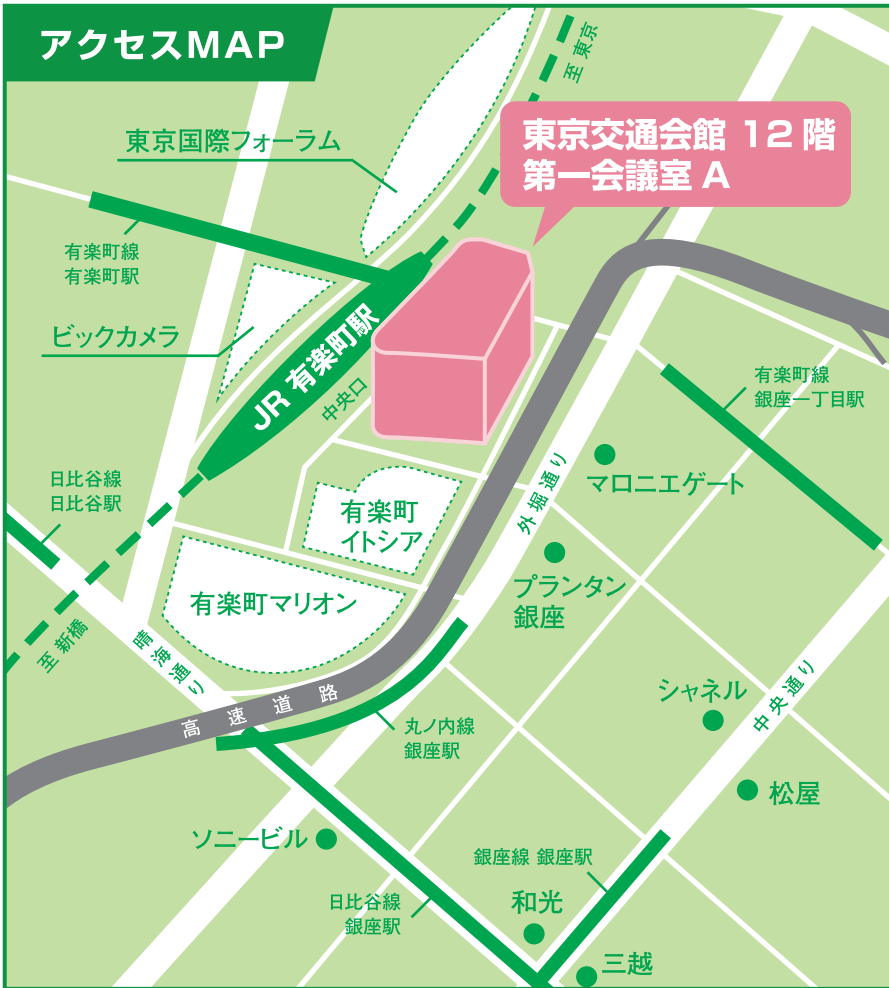 アクセスMAP
至 東京
東京国際フォーラム
東京交通会館 12階
第一会議室 A
有楽町線
有楽町駅
ビックカメラ
JR 有楽町駅
中央口
有楽町線
銀座一丁目駅
日比谷線
日比谷駅
外堀通り
マロニエゲート
有楽町
イトシア
プランタン
銀座
有楽町マリオン
至 新橋
晴海通り
高速道路
シャネル
中央通り
丸ノ内線
銀座駅
松屋
ソニービル
銀座線 銀座駅
日比谷線
銀座駅
和光
三越